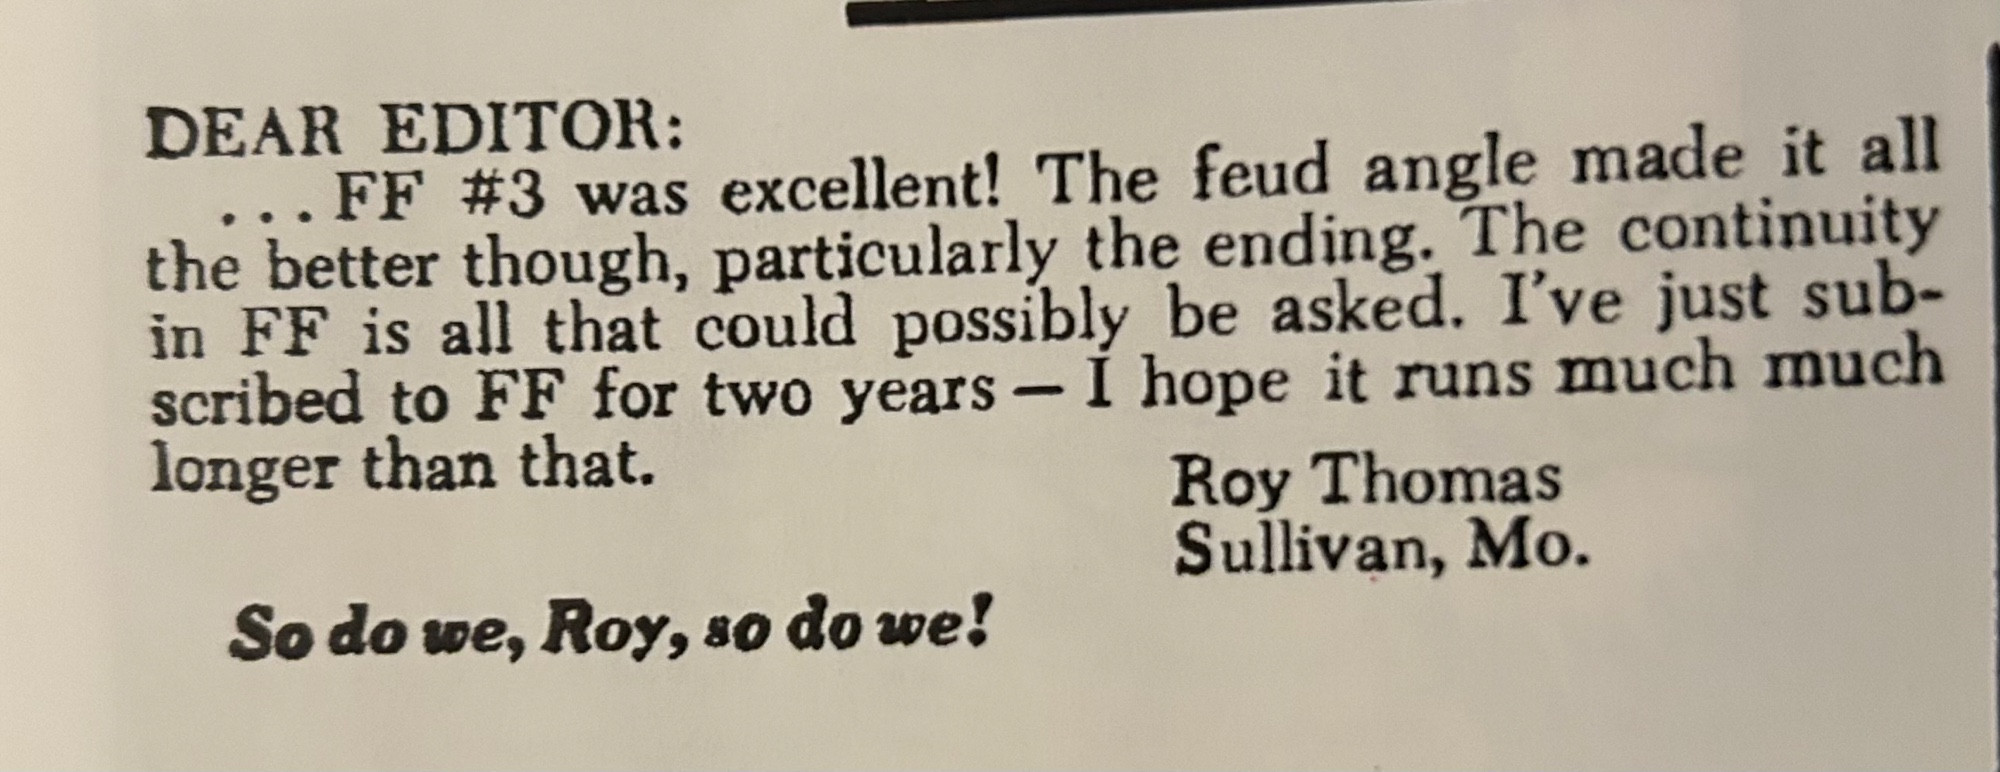 DEAR EDITOR:
...FF #3 was excellent! The feud angle made it all
the better though, particularly the ending. The continuity
in FF is all that could possibly be asked. I've just sub-
scribed to FF for two years — I hope it runs much much
longer than that.
Roy Thomas
Sullivan, Mo.
So do we, Roy, so do we!